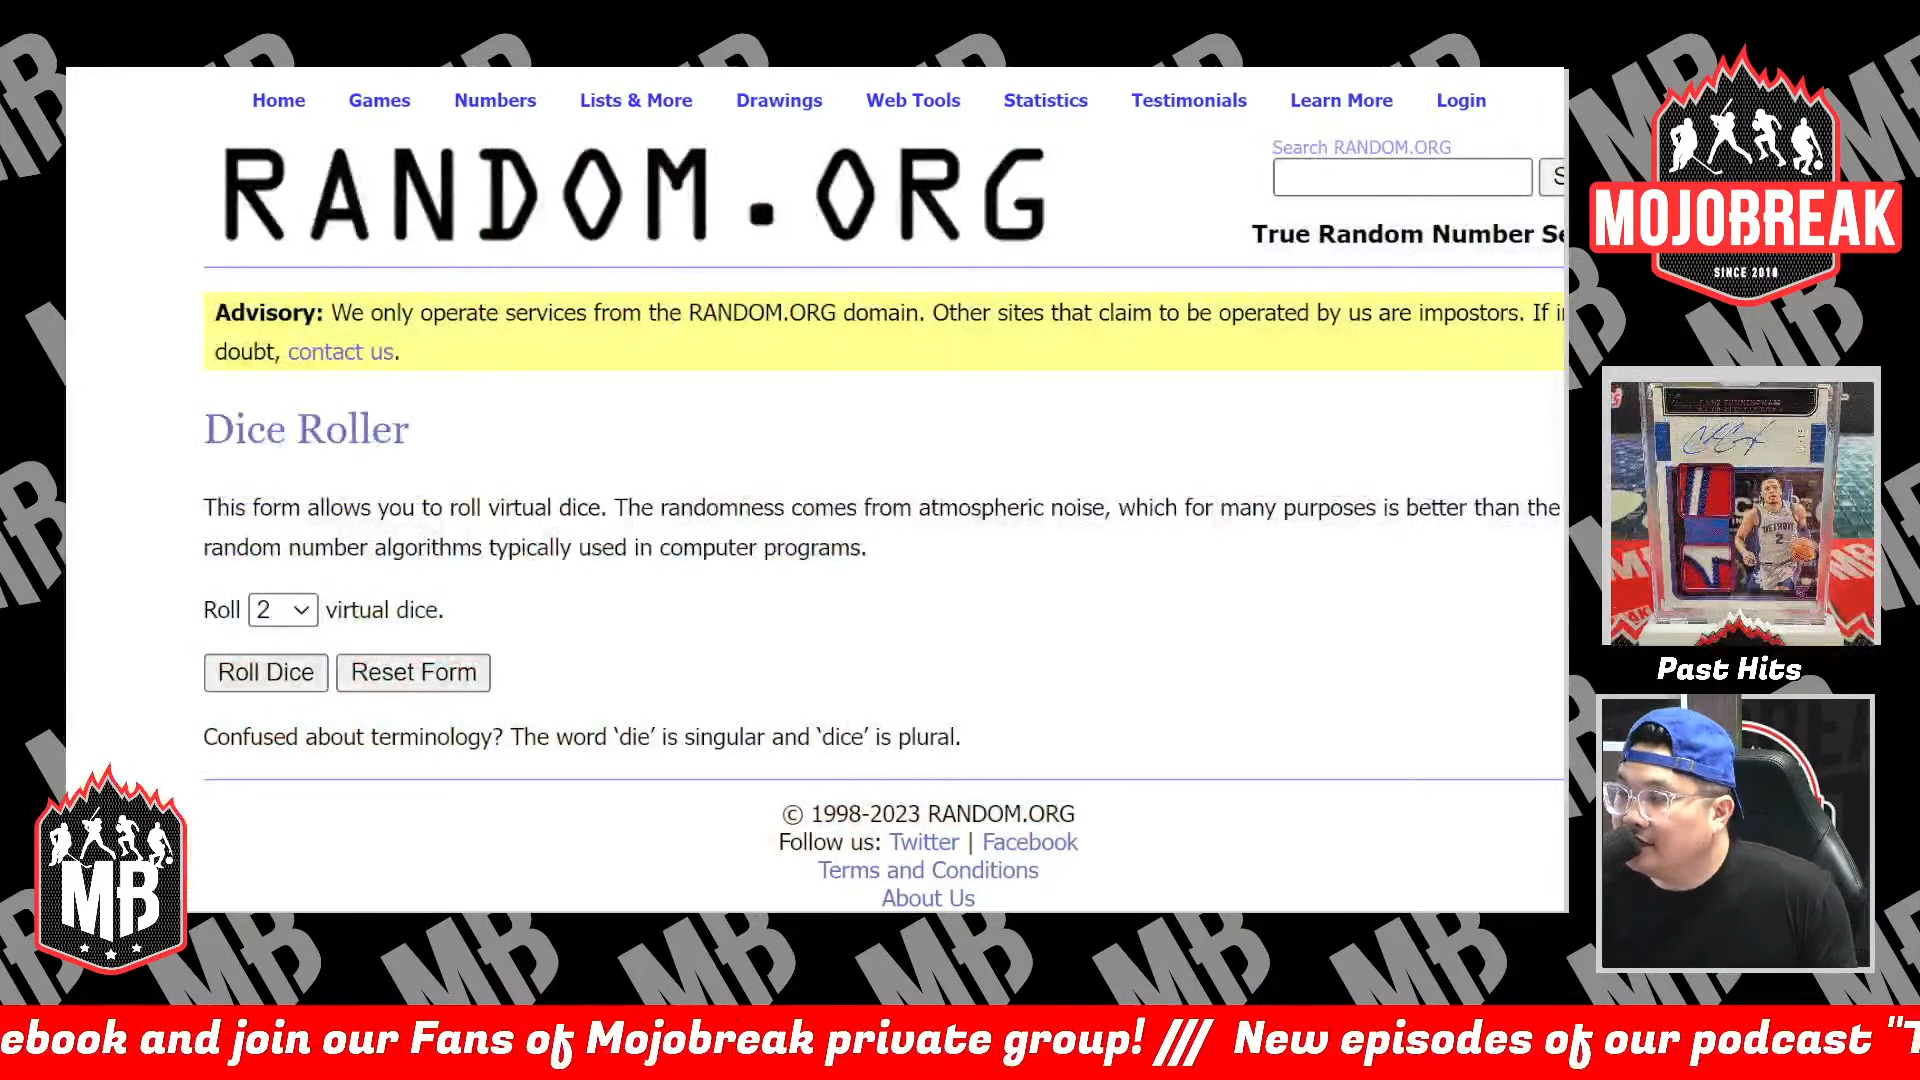 Home Games Numbers Lists & More Drawings Web Tools Statistics Testimonials Learn More Login
RANDOM.ORG
Search RANDOM.ORG
S
True Random Number Se
Advisory: We only operate services from the RANDOM.ORG domain. Other sites that claim to be operated by us are impostors. If in
doubt, contact us.
Dice Roller
This form allows you to roll virtual dice. The randomness comes from atmospheric noise, which for many purposes is better than the
random number algorithms typically used in computer programs.
Roll 2 virtual dice.
Roll Dice Reset Form
Confused about terminology? The word ‘die’ is singular and ‘dice’ is plural.
© 1998-2023 RANDOM.ORG
Follow us: Twitter | Facebook
Terms and Conditions
About Us
MOJOBREAK
SINCE 2010
DETROIT
2
Past Hits
MB
ebook and join our Fans of Mojobreak private group! /// New episodes of our podcast "T